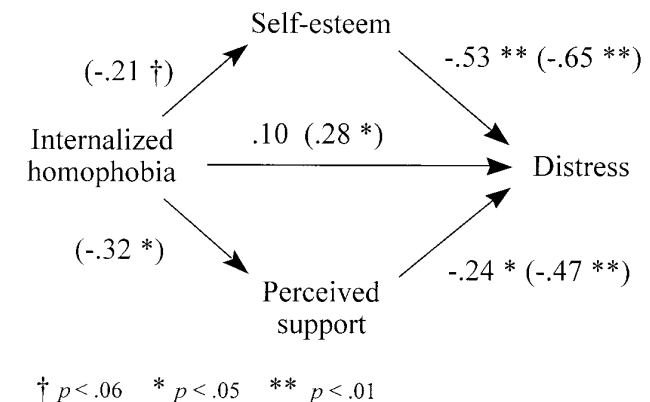 Self-esteem
(-.21 †)
-.53 ** (-.65 **)
Internalized
homophobia
.10 (.28 *)
Distress
(-.32 *)
-.24 * (-.47 **)
Perceived
support
† p < .06 * p < .05 ** p < .01